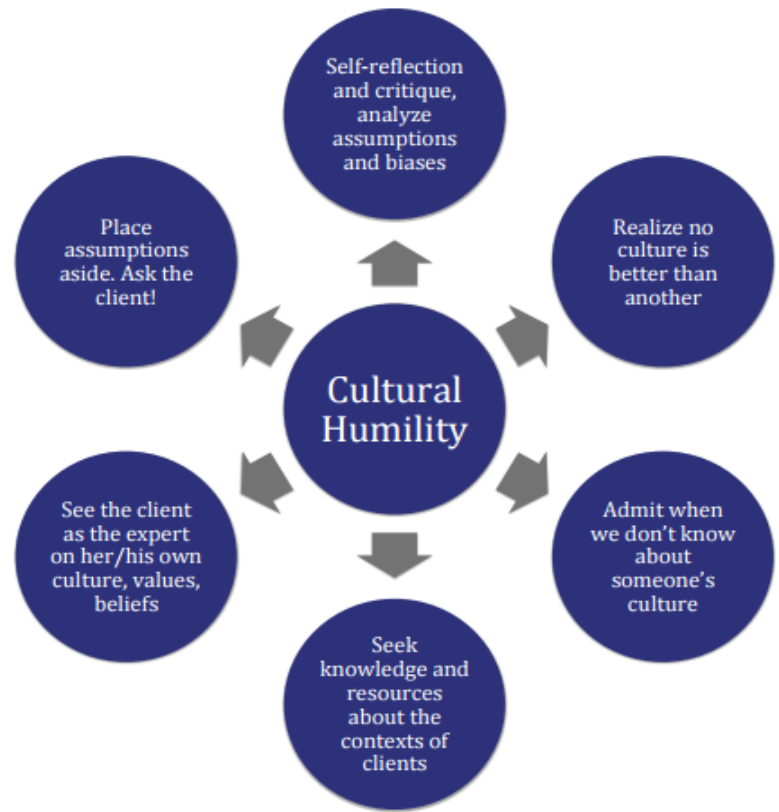 Self-reflection
and critique,
analyze
assumptions
and biases
Realize no
culture is
better than
another
Admit when
we don’t know
about
someone’s
culture
Seek
knowledge and
resources
about the
contexts of
clients
See the client
as the expert
on her/his own
culture, values,
beliefs
Place
assumptions
aside. Ask the
client!
Cultural
Humility